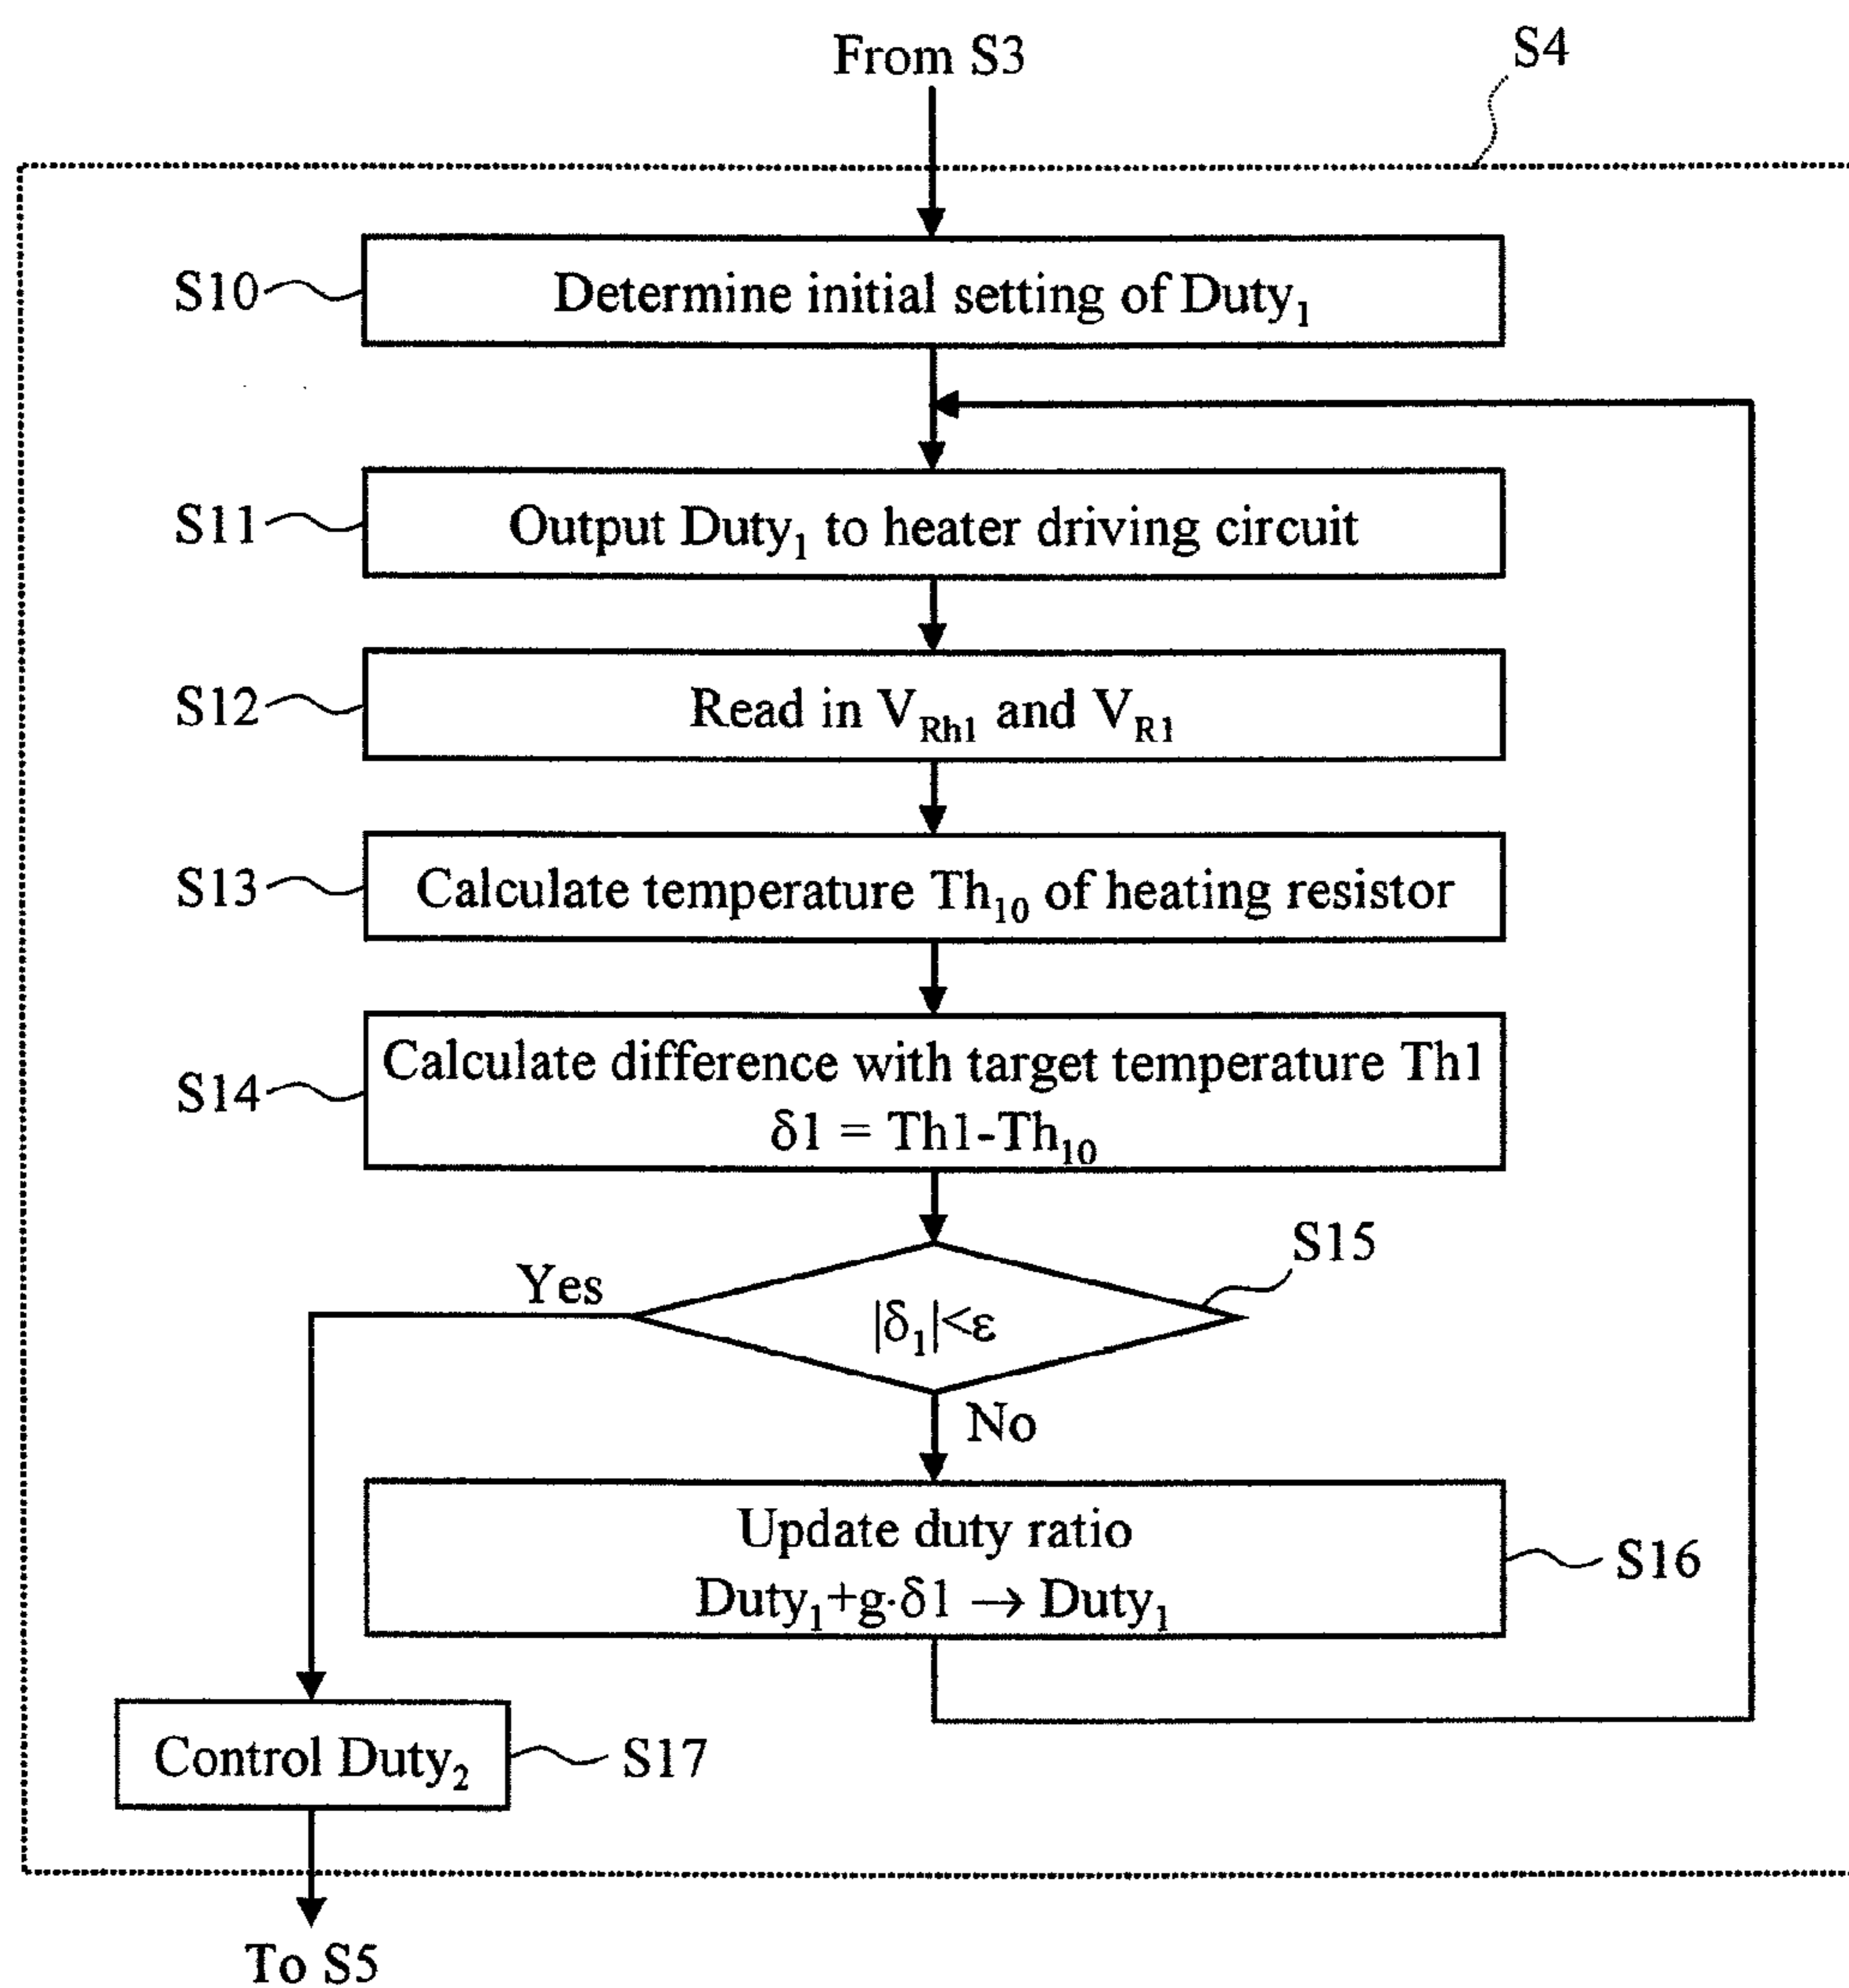 From S3
S4
S10
Determine initial setting of Duty₁
S11
Output Duty₁ to heater driving circuit
S12
Read in V_Rh1 and V_R1
S13
Calculate temperature Th₁₀ of heating resistor
S14
Calculate difference with target temperature Th1
δ1 = Th1-Th₁₀
S15
Yes
|δ₁|<ε
No
Update duty ratio
Duty₁+g·δ1 → Duty₁
S16
Control Duty₂
S17
To S5